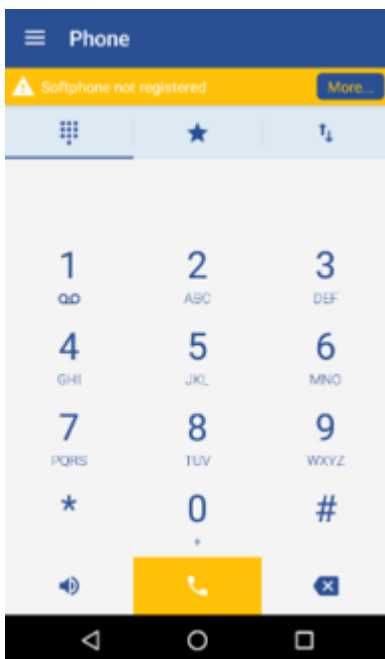 Phone
Softphone not registered More...
1 2 3
ABC DEF
4 5 6
GHI JKL MNO
7 8 9
PQRS TUV WXYZ
* 0 #
+